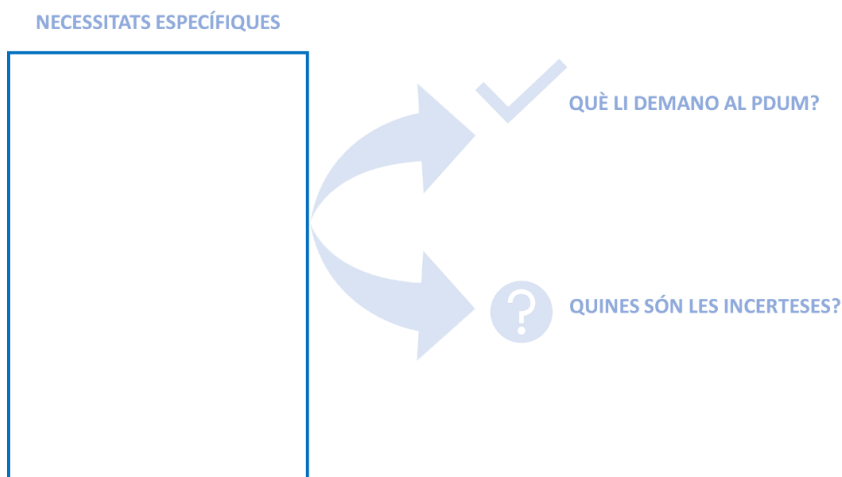 NECESSITATS ESPECÍFIQUES
QUÈ LI DEMANO AL PDUM?
?
QUINES SÓN LES INCERTESES?